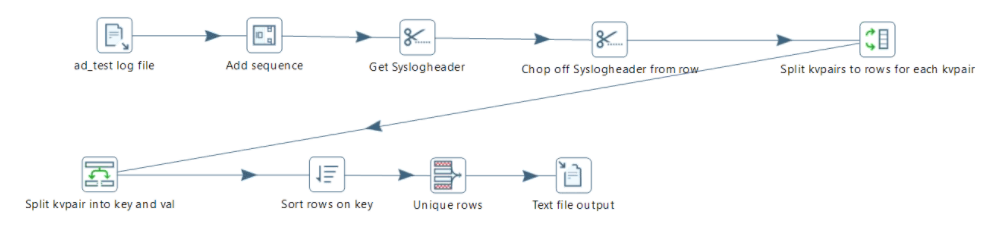 ad_test log file
Add sequence
Get Syslogheader
Chop off Syslogheader from row
Split kvpairs to rows for each kvpair
Split kvpair into key and val
Sort rows on key
Unique rows
Text file output